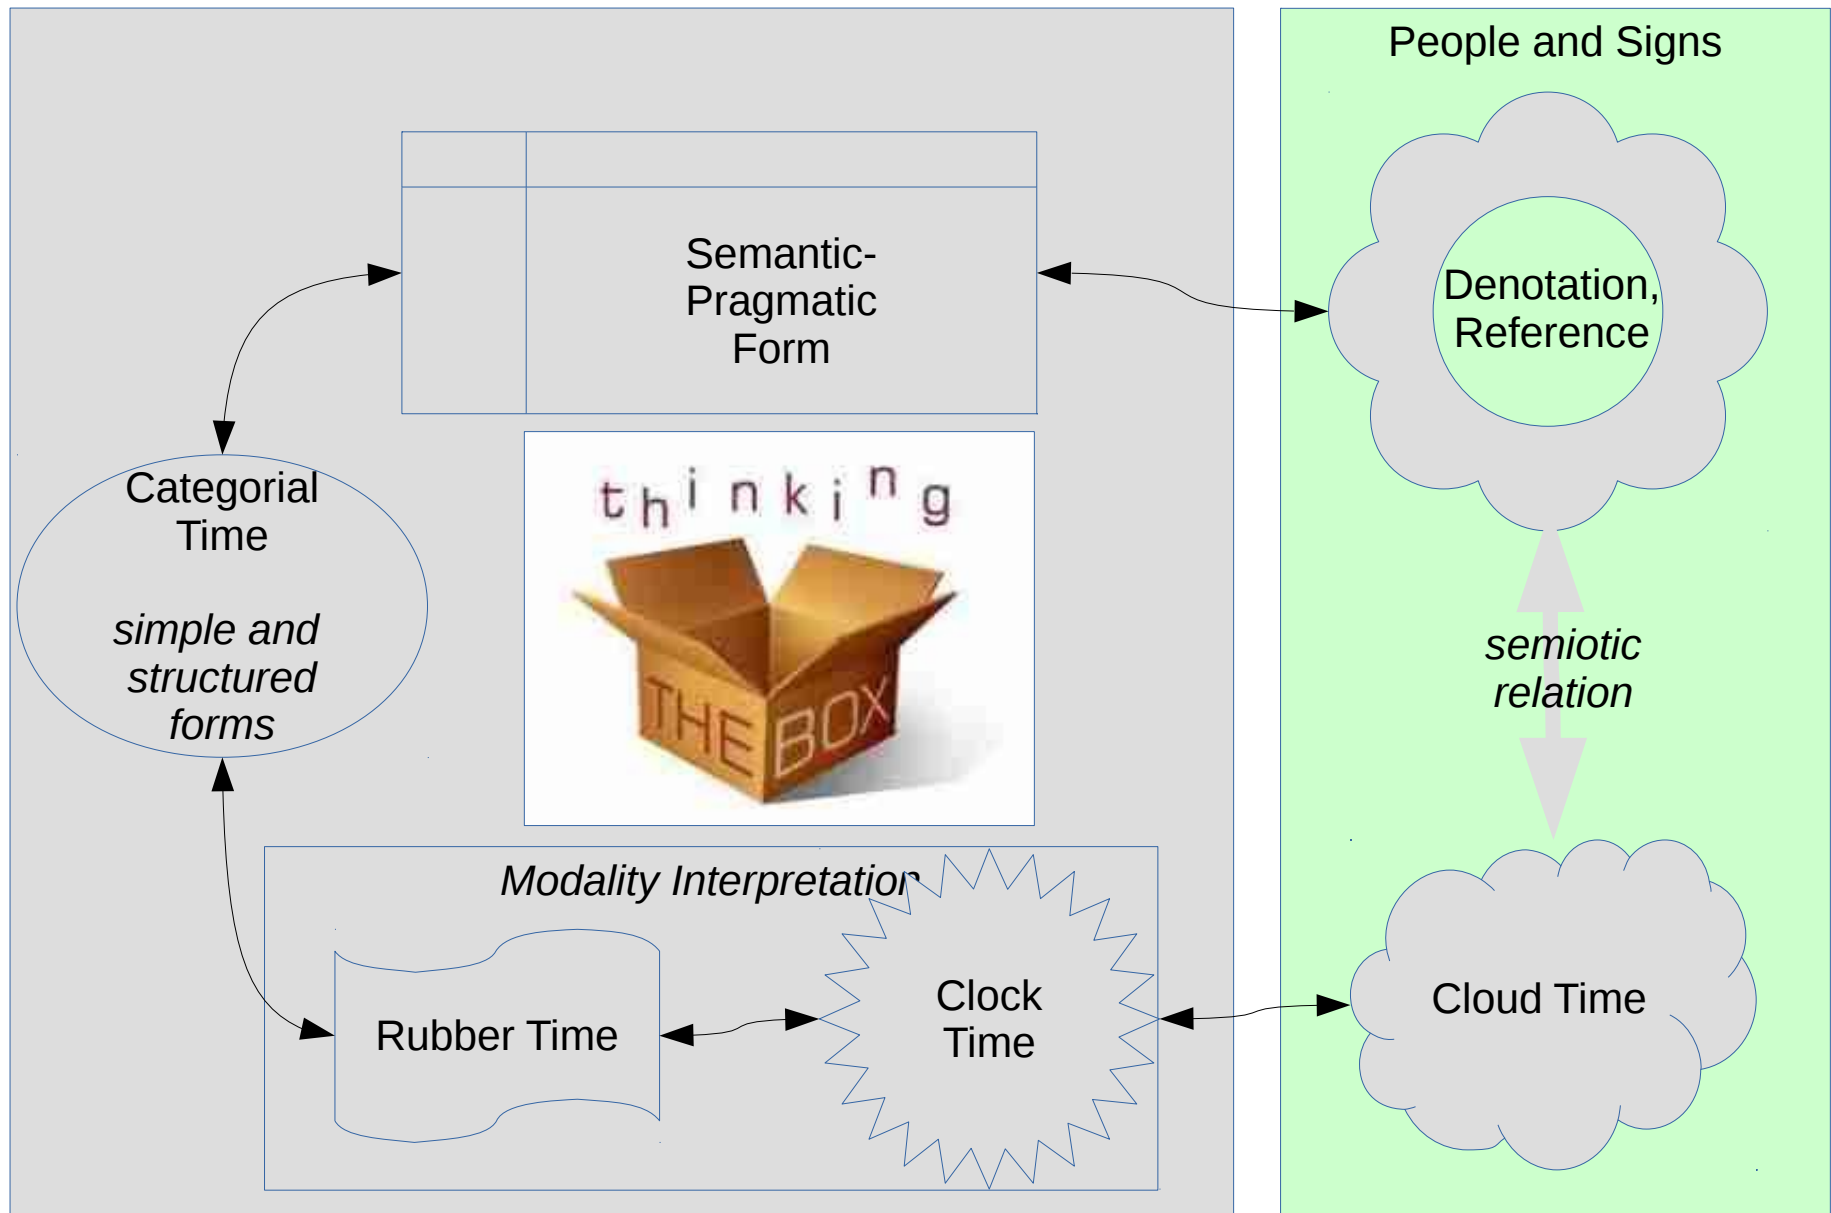 People and Signs
Semantic-
Pragmatic
Form
Denotation,
Reference
Categorial
Time
simple and
structured
forms
thinking
THE BOX
semiotic
relation
Modality Interpretation
Rubber Time
Clock
Time
Cloud Time